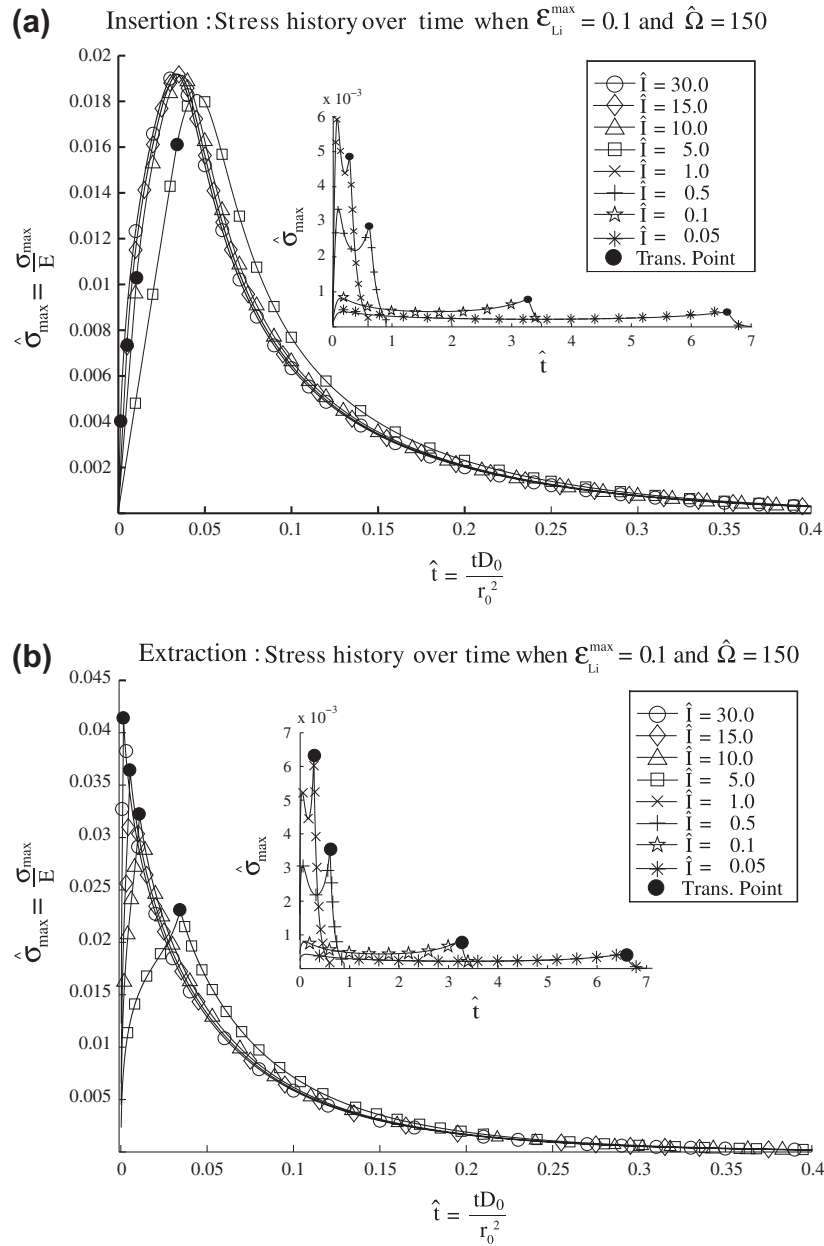 (a) Insertion : Stress history over time when ε_Li^max = 0.1 and Ω̂ = 150
0.02
0.018
0.016
0.014
0.012
0.01
0.008
0.006
0.004
0.002
σ̂_max = σ_max / E
0 0.05 0.1 0.15 0.2 0.25 0.3 0.35 0.4
t̂ = tD_0 / r_0^2
6 × 10^-3
5
4
3
2
1
σ̂_max
0 1 2 3 4 5 6 7
t̂
Î = 30.0
Î = 15.0
Î = 10.0
Î = 5.0
Î = 1.0
Î = 0.5
Î = 0.1
Î = 0.05
Trans. Point
(b) Extraction : Stress history over time when ε_Li^max = 0.1 and Ω̂ = 150
0.045
0.04
0.035
0.03
0.025
0.02
0.015
0.01
0.005
σ̂_max = σ_max / E
0 0.05 0.1 0.15 0.2 0.25 0.3 0.35 0.4
t̂ = tD_0 / r_0^2
7 × 10^-3
6
5
4
3
2
1
σ̂_max
0 1 2 3 4 5 6 7
t̂
Î = 30.0
Î = 15.0
Î = 10.0
Î = 5.0
Î = 1.0
Î = 0.5
Î = 0.1
Î = 0.05
Trans. Point